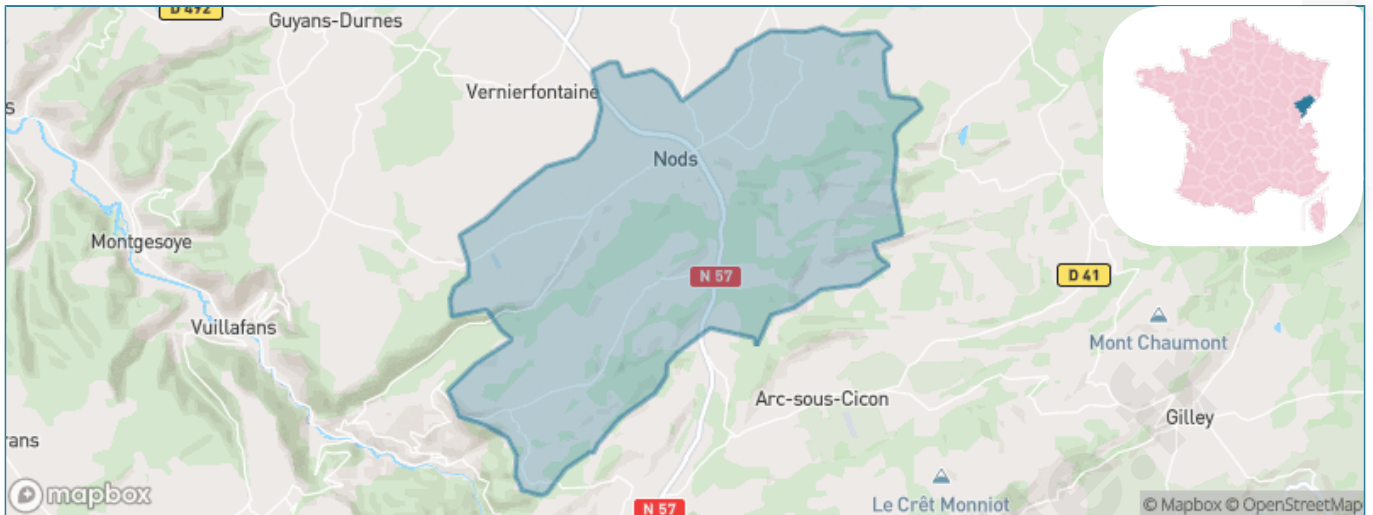 D 492
Guyans-Durnes
Vernierfontaine
Nods
Montgesoye
N 57
D 41
Vuillafans
Mont Chaumont
Arc-sous-Cicon
Gilley
rans
mapbox
N 57
Le Crêt Monniot
© Mapbox © OpenStreetMap